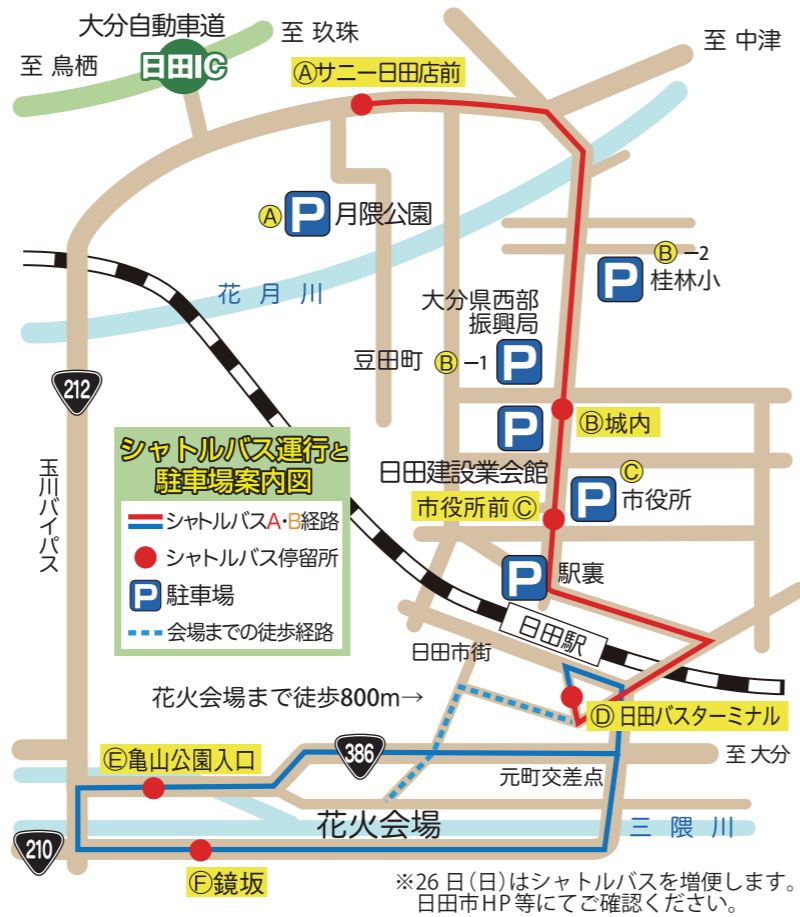 大分自動車道
至 玖珠
至 中津
至 鳥栖
日田IC
Ⓐサニー日田店前
Ⓐ P 月隈公園
花月川
Ⓑ−2
P 桂林小
大分県西部
振興局
豆田町 Ⓑ−1 P
212
Ⓑ城内
P
日田建設業会館
Ⓒ
P 市役所
市役所前Ⓒ
玉川バイパス
シャトルバス運行と
駐車場案内図
シャトルバスA・B経路
シャトルバス停留所
P 駐車場
会場までの徒歩経路
P 駅裏
日田駅
日田市街
花火会場まで徒歩800m→
Ⓓ日田バスターミナル
Ⓔ亀山公園入口
386
至 大分
元町交差点
花火会場
三隈川
210
Ⓕ鏡坂
※26日(日)はシャトルバスを増便します。
日田市HP等にてご確認ください。